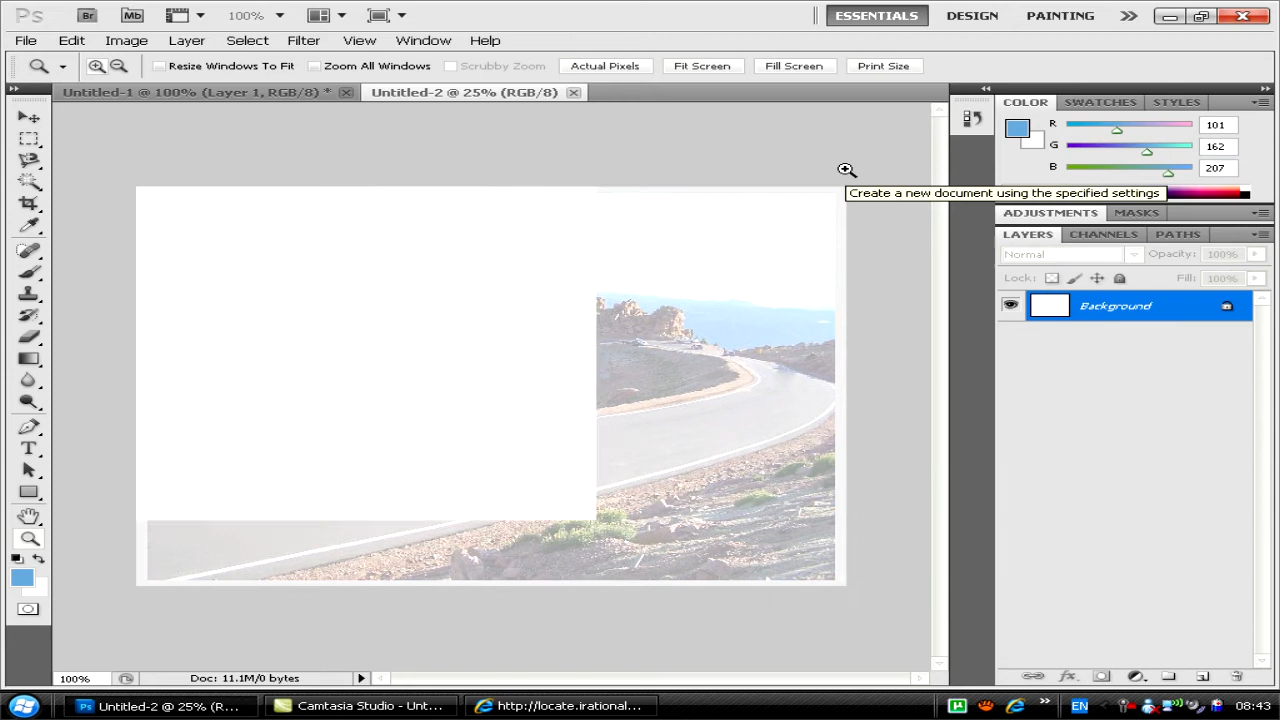 Ps Br Mb 100% ESSENTIALS DESIGN PAINTING
File Edit Image Layer Select Filter View Window Help
Resize Windows To Fit Zoom All Windows Scrubby Zoom Actual Pixels Fit Screen Fill Screen Print Size
Untitled-1 @ 100% (Layer 1, RGB/8) * Untitled-2 @ 25% (RGB/8)
COLOR SWATCHES STYLES
R 101
G 162
B 207
Create a new document using the specified settings
ADJUSTMENTS MASKS
LAYERS CHANNELS PATHS
Normal Opacity: 100%
Lock: Fill: 100%
Background
T
100% Doc: 11.1M/0 bytes
Ps Untitled-2 @ 25% (R... Camtasia Studio - Unt... http://locate.irational... EN 08:43